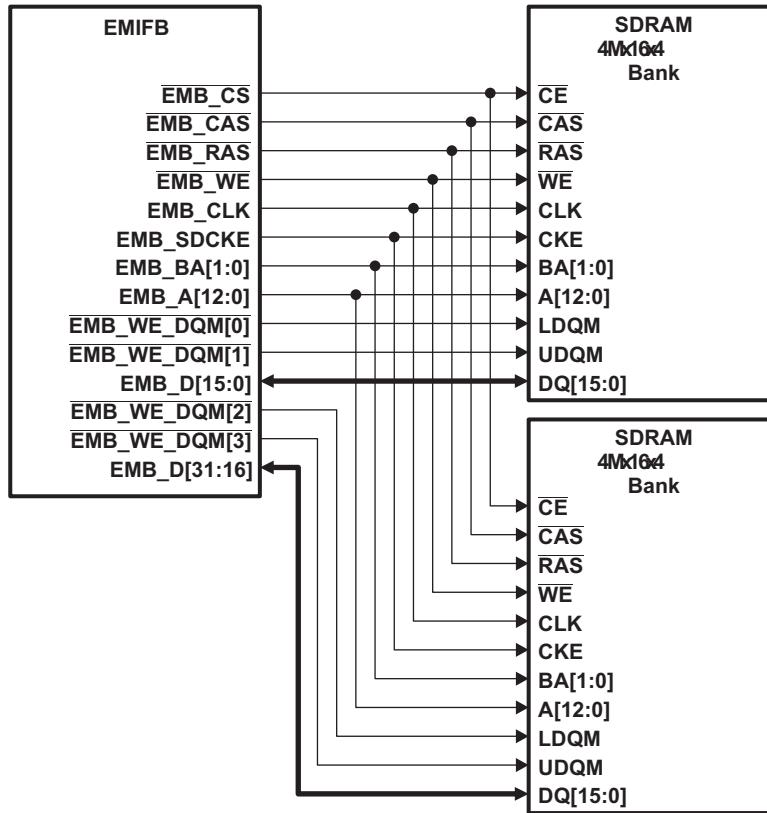 EMIFB
EMB_CS
EMB_CAS
EMB_RAS
EMB_WE
EMB_CLK
EMB_SDCKE
EMB_BA[1:0]
EMB_A[12:0]
EMB_WE_DQM[0]
EMB_WE_DQM[1]
EMB_D[15:0]
EMB_WE_DQM[2]
EMB_WE_DQM[3]
EMB_D[31:16]
SDRAM
4Mx16x4
Bank
CE
CAS
RAS
WE
CLK
CKE
BA[1:0]
A[12:0]
LDQM
UDQM
DQ[15:0]
SDRAM
4Mx16x4
Bank
CE
CAS
RAS
WE
CLK
CKE
BA[1:0]
A[12:0]
LDQM
UDQM
DQ[15:0]